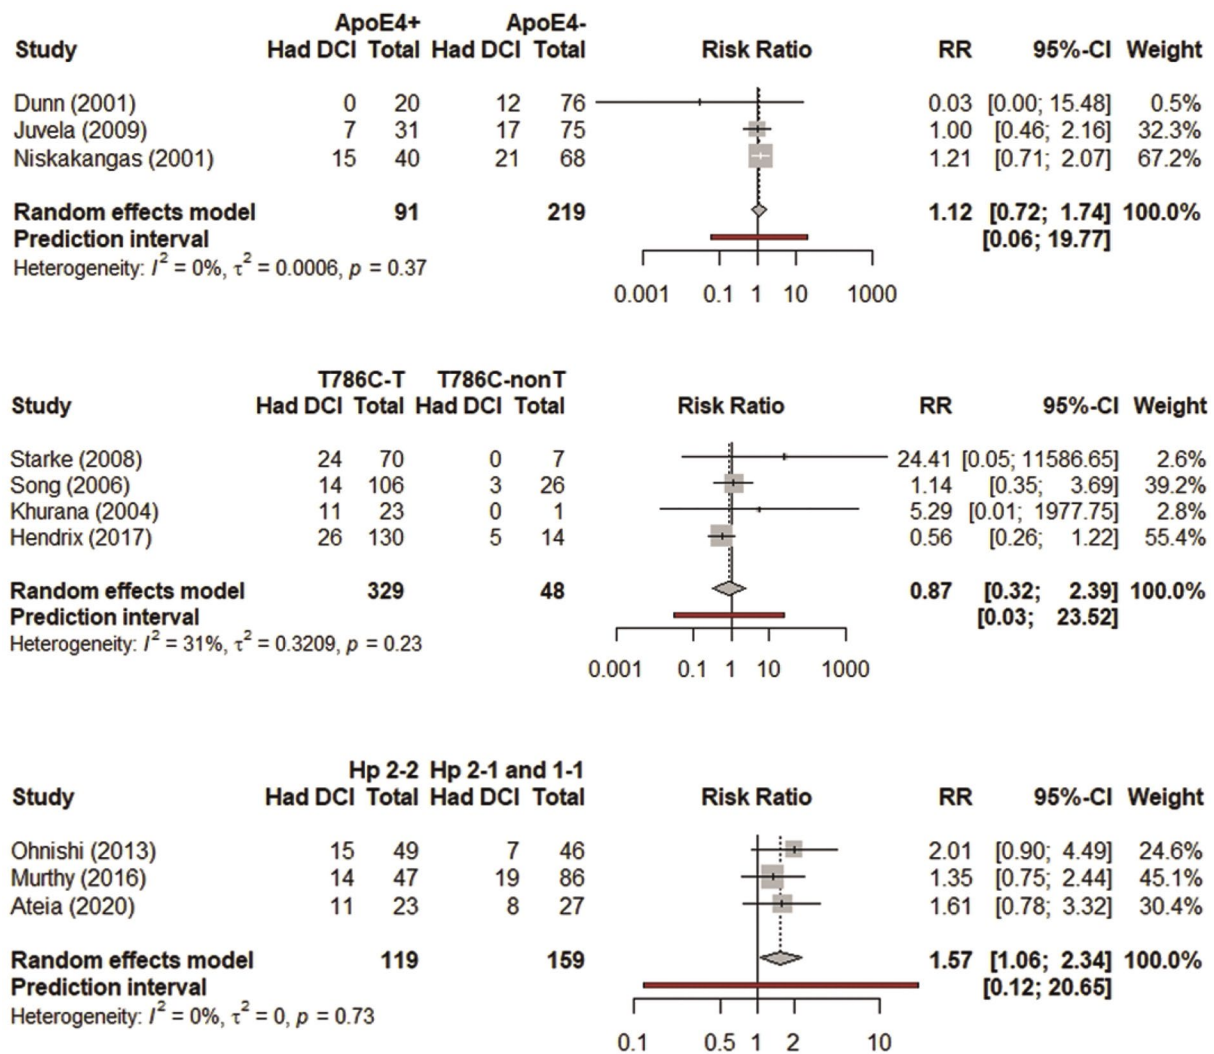 ApoE4+ ApoE4-
Study Had DCI Total Had DCI Total Risk Ratio RR 95%-CI Weight
Dunn (2001) 0 20 12 76 0.03 [0.00; 15.48] 0.5%
Juvela (2009) 7 31 17 75 1.00 [0.46; 2.16] 32.3%
Niskakangas (2001) 15 40 21 68 1.21 [0.71; 2.07] 67.2%
Random effects model 91 219 1.12 [0.72; 1.74] 100.0%
Prediction interval [0.06; 19.77]
Heterogeneity: I² = 0%, τ² = 0.0006, p = 0.37
0.001 0.1 1 10 1000
T786C-T T786C-nonT
Study Had DCI Total Had DCI Total Risk Ratio RR 95%-CI Weight
Starke (2008) 24 70 0 7 24.41 [0.05; 11586.65] 2.6%
Song (2006) 14 106 3 26 1.14 [0.35; 3.69] 39.2%
Khurana (2004) 11 23 0 1 5.29 [0.01; 1977.75] 2.8%
Hendrix (2017) 26 130 5 14 0.56 [0.26; 1.22] 55.4%
Random effects model 329 48 0.87 [0.32; 2.39] 100.0%
Prediction interval [0.03; 23.52]
Heterogeneity: I² = 31%, τ² = 0.3209, p = 0.23
0.001 0.1 1 10 1000
Hp 2-2 Hp 2-1 and 1-1
Study Had DCI Total Had DCI Total Risk Ratio RR 95%-CI Weight
Ohnishi (2013) 15 49 7 46 2.01 [0.90; 4.49] 24.6%
Murthy (2016) 14 47 19 86 1.35 [0.75; 2.44] 45.1%
Ateia (2020) 11 23 8 27 1.61 [0.78; 3.32] 30.4%
Random effects model 119 159 1.57 [1.06; 2.34] 100.0%
Prediction interval [0.12; 20.65]
Heterogeneity: I² = 0%, τ² = 0, p = 0.73
0.1 0.5 1 2 10